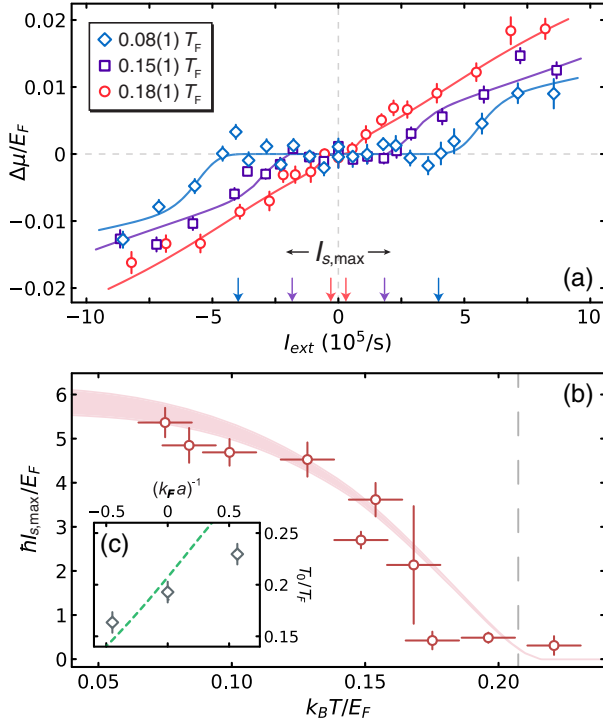 0.02
0.01
0
-0.01
-0.02
Δμ/E_F
0.08(1) T_F
0.15(1) T_F
0.18(1) T_F
I_s,max
(a)
-10 -5 0 5 10
I_ext (10^5/s)
(b)
6
5
4
3
2
1
0
ħI_s,max/E_F
(k_F a)^-1
-0.5 0 0.5
(c)
0.25
0.2
0.15
T_0/T_F
0.05 0.10 0.15 0.20
k_BT/E_F